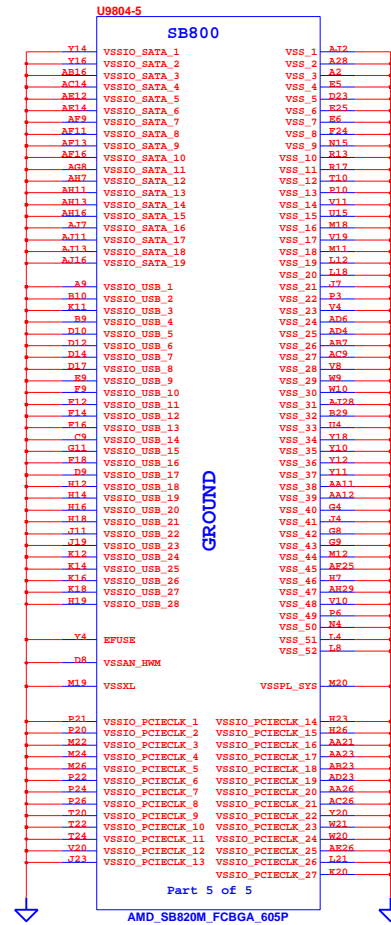 U9804-5
SB800
Y14 VSSIO_SATA_1 VSS_1 AJ2
Y16 VSSIO_SATA_2 VSS_2 A28
AB16 VSSIO_SATA_3 VSS_3 A2
AC14 VSSIO_SATA_4 VSS_4 E5
AE12 VSSIO_SATA_5 VSS_5 D23
AE14 VSSIO_SATA_6 VSS_6 E25
AF9 VSSIO_SATA_7 VSS_7 E6
AF11 VSSIO_SATA_8 VSS_8 F24
AF13 VSSIO_SATA_9 VSS_9 N15
AF16 VSSIO_SATA_10 VSS_10 R13
AG8 VSSIO_SATA_11 VSS_11 R17
AH7 VSSIO_SATA_12 VSS_12 T10
AH11 VSSIO_SATA_13 VSS_13 P10
AH13 VSSIO_SATA_14 VSS_14 V11
AH16 VSSIO_SATA_15 VSS_15 U15
AJ7 VSSIO_SATA_16 VSS_16 M18
AJ11 VSSIO_SATA_17 VSS_17 V19
AJ13 VSSIO_SATA_18 VSS_18 M11
AJ16 VSSIO_SATA_19 VSS_19 L12
VSS_20 L18
A9 VSSIO_USB_1 VSS_21 J7
B10 VSSIO_USB_2 VSS_22 P3
K11 VSSIO_USB_3 VSS_23 V4
B9 VSSIO_USB_4 VSS_24 AD6
D10 VSSIO_USB_5 VSS_25 AD4
D12 VSSIO_USB_6 VSS_26 AB7
D14 VSSIO_USB_7 VSS_27 AC9
D17 VSSIO_USB_8 VSS_28 V8
E9 VSSIO_USB_9 VSS_29 W9
F9 VSSIO_USB_10 VSS_30 W10
F12 VSSIO_USB_11 VSS_31 AJ28
F14 VSSIO_USB_12 VSS_32 B29
F16 VSSIO_USB_13 VSS_33 U4
C9 VSSIO_USB_14 VSS_34 Y18
G11 VSSIO_USB_15 VSS_35 Y10
F18 VSSIO_USB_16 VSS_36 Y12
D9 VSSIO_USB_17 VSS_37 Y11
H12 VSSIO_USB_18 VSS_38 AA11
H14 VSSIO_USB_19 VSS_39 AA12
H16 VSSIO_USB_20 VSS_40 G4
H18 VSSIO_USB_21 VSS_41 J4
J11 VSSIO_USB_22 VSS_42 G8
J19 VSSIO_USB_23 VSS_43 G9
K12 VSSIO_USB_24 VSS_44 M12
K14 VSSIO_USB_25 VSS_45 AF25
K16 VSSIO_USB_26 VSS_46 H7
K18 VSSIO_USB_27 VSS_47 AH29
H19 VSSIO_USB_28 VSS_48 V10
VSS_49 P6
VSS_50 N4
Y4 EFUSE VSS_51 L4
VSS_52 L8
D8 VSSAN_HWM
M19 VSSXL VSSPL_SYS M20
GROUND
P21 VSSIO_PCIECLK_1 VSSIO_PCIECLK_14 H23
P20 VSSIO_PCIECLK_2 VSSIO_PCIECLK_15 H26
M22 VSSIO_PCIECLK_3 VSSIO_PCIECLK_16 AA21
M24 VSSIO_PCIECLK_4 VSSIO_PCIECLK_17 AA23
M26 VSSIO_PCIECLK_5 VSSIO_PCIECLK_18 AB23
P22 VSSIO_PCIECLK_6 VSSIO_PCIECLK_19 AD23
P24 VSSIO_PCIECLK_7 VSSIO_PCIECLK_20 AA26
P26 VSSIO_PCIECLK_8 VSSIO_PCIECLK_21 AC26
T20 VSSIO_PCIECLK_9 VSSIO_PCIECLK_22 Y20
T22 VSSIO_PCIECLK_10 VSSIO_PCIECLK_23 W21
T24 VSSIO_PCIECLK_11 VSSIO_PCIECLK_24 W20
V20 VSSIO_PCIECLK_12 VSSIO_PCIECLK_25 AE26
J23 VSSIO_PCIECLK_13 VSSIO_PCIECLK_26 L21
VSSIO_PCIECLK_27 K20
Part 5 of 5
AMD_SB820M_FCBGA_605P